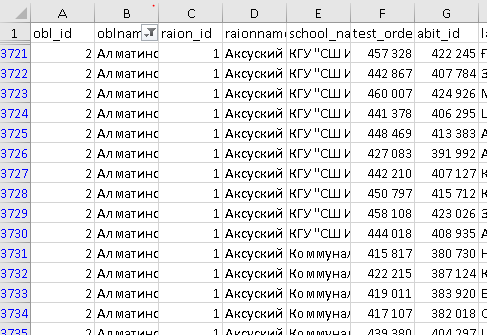 A B C D E F G
1 obl_id oblnam raion_id raionnam school_na test_orde abit_id
3721 2 Алматинс 1 Аксуский КГУ "СШ И 457 328 422 245
3722 2 Алматинс 1 Аксуский КГУ "СШ И 442 867 407 784
3723 2 Алматинс 1 Аксуский КГУ "СШ И 460 007 424 926
3724 2 Алматинс 1 Аксуский КГУ "СШ И 441 378 406 295
3725 2 Алматинс 1 Аксуский КГУ "СШ И 448 469 413 383
3726 2 Алматинс 1 Аксуский КГУ "СШ И 427 083 391 992
3727 2 Алматинс 1 Аксуский КГУ "СШ И 442 210 407 127
3728 2 Алматинс 1 Аксуский КГУ "СШ И 450 797 415 712
3729 2 Алматинс 1 Аксуский КГУ "СШ И 458 108 423 026
3730 2 Алматинс 1 Аксуский КГУ "СШ И 444 018 408 935
3731 2 Алматинс 1 Аксуский Коммунал 415 817 380 730
3732 2 Алматинс 1 Аксуский Коммунал 422 215 387 124
3733 2 Алматинс 1 Аксуский Коммунал 419 011 383 920
3734 2 Алматинс 1 Аксуский Коммунал 417 107 382 018
3735 2 Алматинс 1 Аксуский Коммунал 439 380 404 297